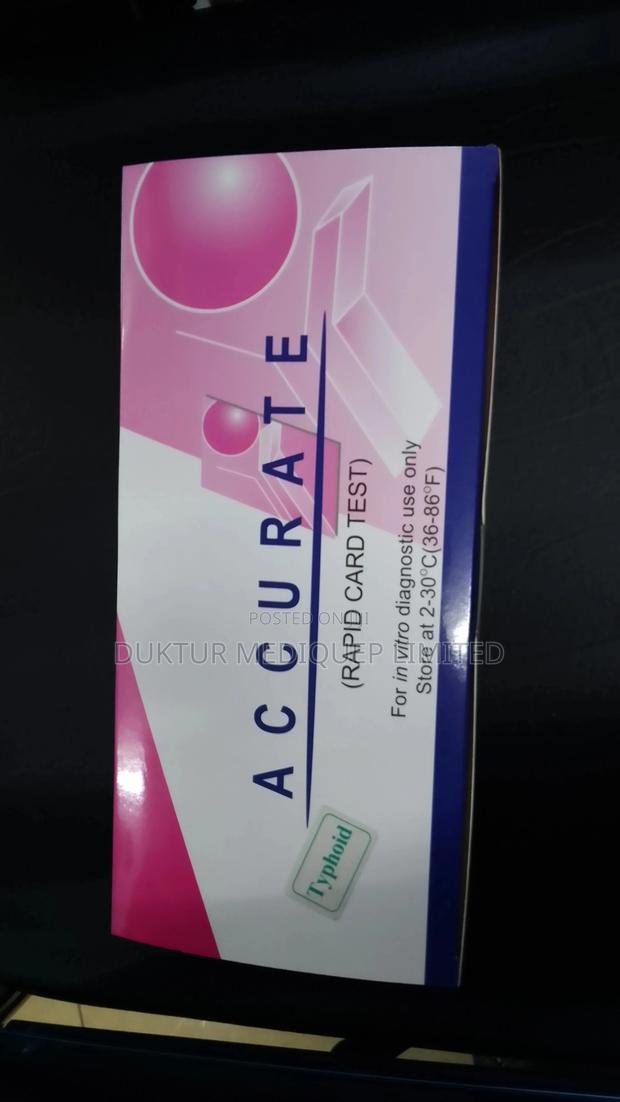 ACCURATE
(RAPID CARD TEST)
For in vitro diagnostic use only
Store at 2-30°C(36-86°F)
Typhoid
POSTED ON JI
DUKTUR MEDIQUEP LIMITED